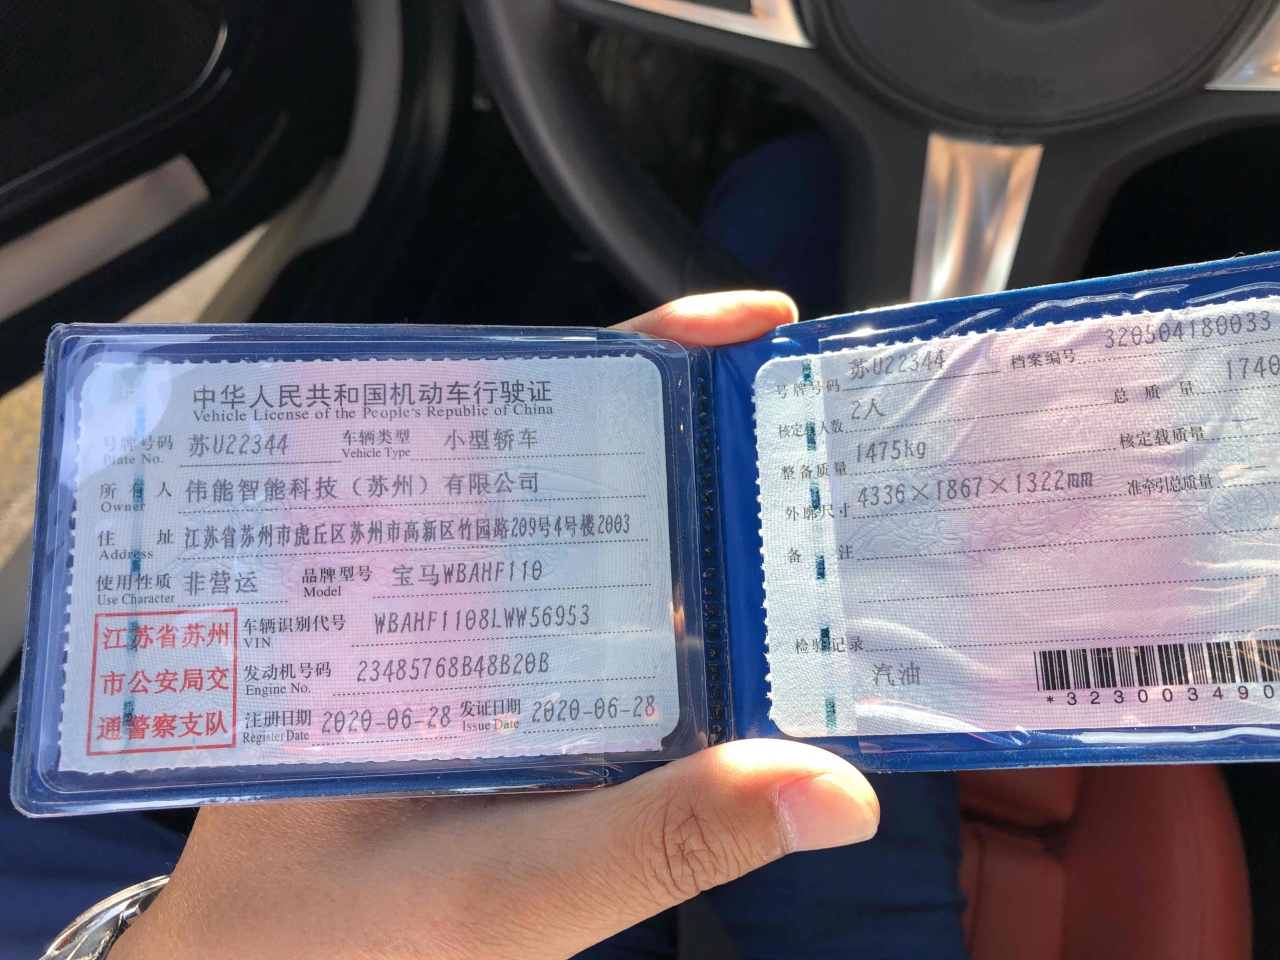 中华人民共和国机动车行驶证
Vehicle License of the People's Republic of China
号牌号码 苏U22344 车辆类型 小型轿车
Plate No. Vehicle Type
所有人 伟能智能科技（苏州）有限公司
Owner
住址 江苏省苏州市虎丘区苏州市高新区竹园路209号4号楼2003
Address
使用性质 非营运 品牌型号 宝马WBAHF110
Use Character Model
江苏省苏州
市公安局交
通警察支队
车辆识别代号 WBAHF1108LWW56953
VIN
发动机号码 23485768B48B20B
Engine No.
注册日期 2020-06-28 发证日期 2020-06-28
Register Date Issue Date
号牌号码 苏U22344 档案编号 320504180033
核定载人数 2人 总质量 1740
整备质量 1475kg 核定载质量
外廓尺寸 4336×1867×1322mm 准牵引总质量
备注
检验记录
汽油
*323003490